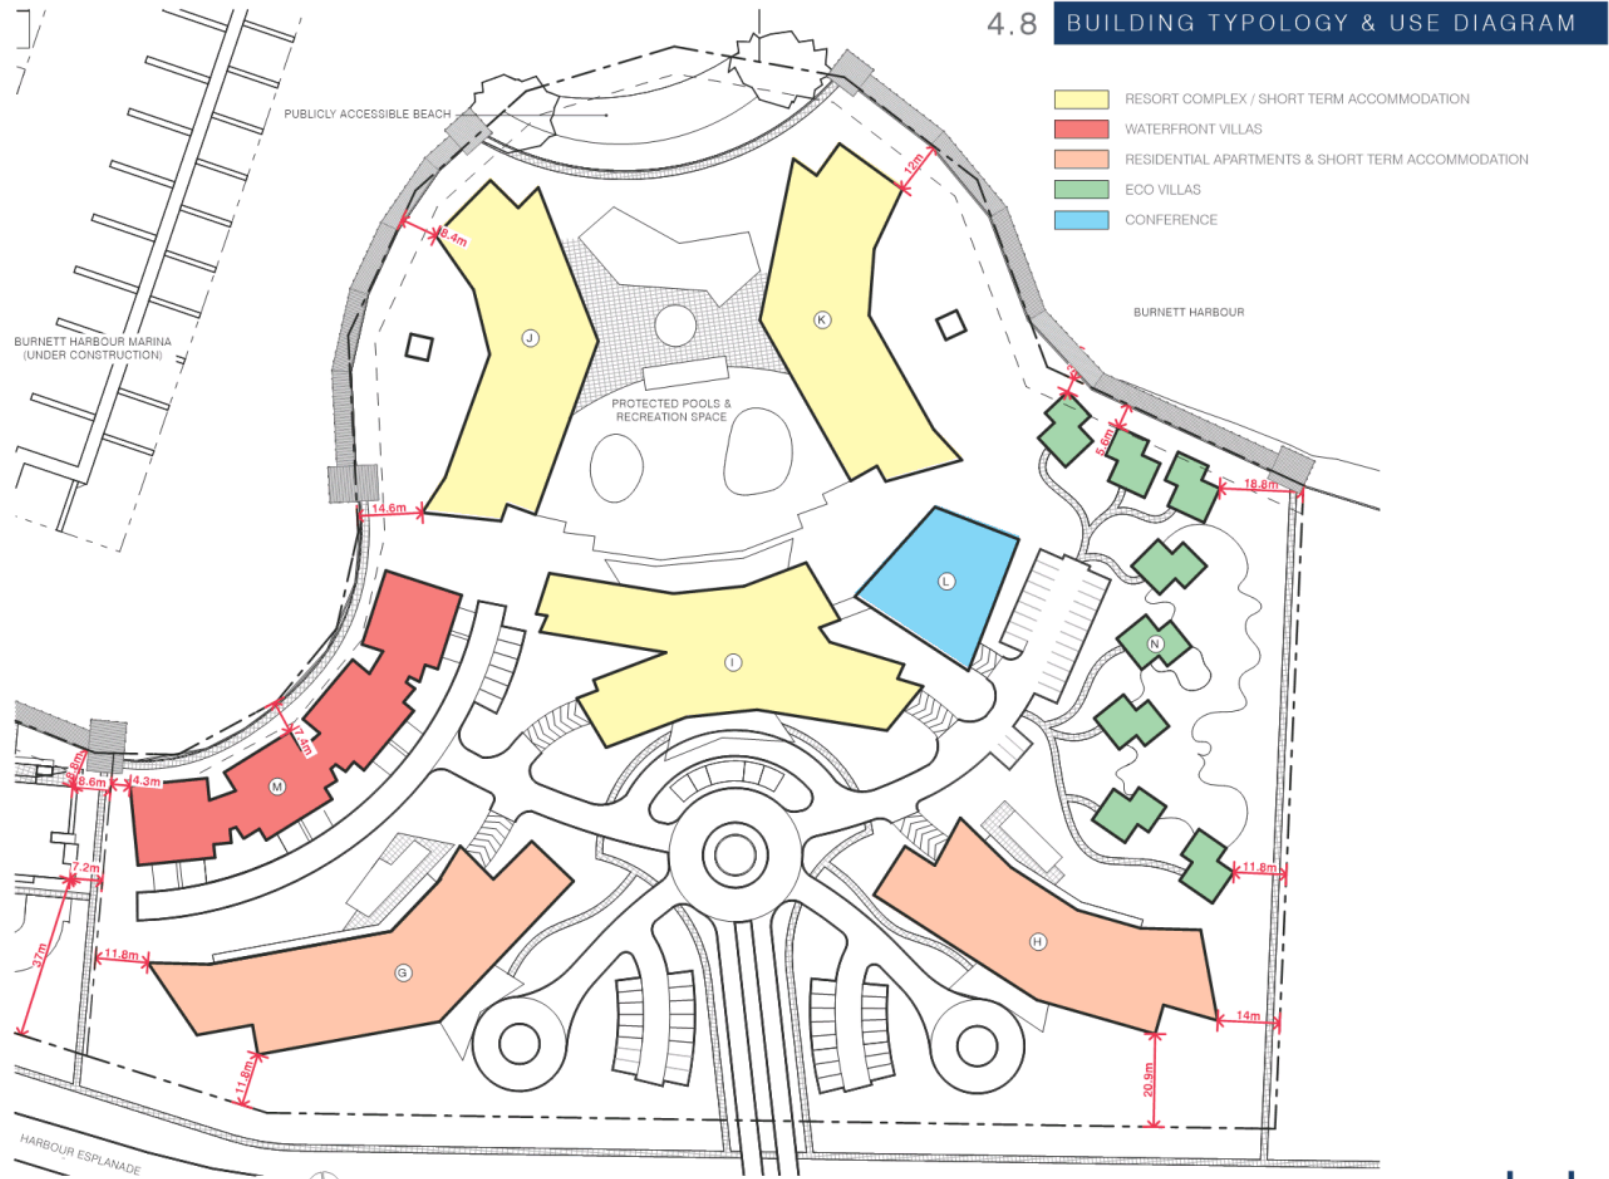 4.8 BUILDING TYPOLOGY & USE DIAGRAM
RESORT COMPLEX / SHORT TERM ACCOMMODATION
WATERFRONT VILLAS
RESIDENTIAL APARTMENTS & SHORT TERM ACCOMMODATION
ECO VILLAS
CONFERENCE
PUBLICLY ACCESSIBLE BEACH
12m
8.4m
BURNETT HARBOUR
K
J
BURNETT HARBOUR MARINA
(UNDER CONSTRUCTION)
PROTECTED POOLS &
RECREATION SPACE
5.6m
18.8m
14.6m
L
N
I
7.4m
8.6m
4.3m
M
7.2m
11.8m
37m
11.8m
G
H
14m
11.8m
20.9m
HARBOUR ESPLANADE